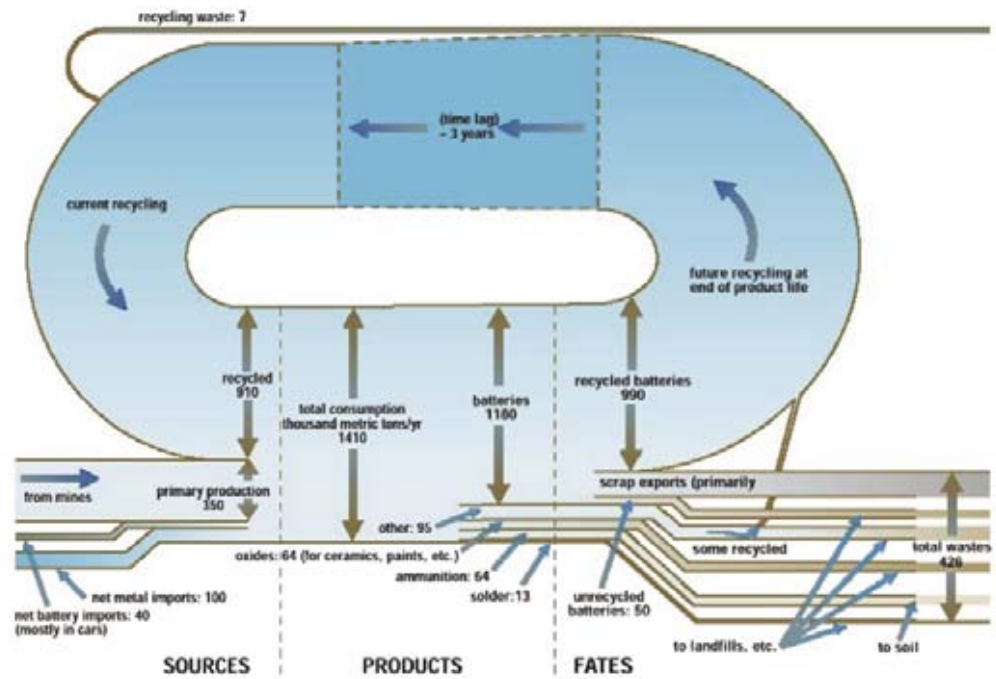 recycling waste: 7
(time lag)
~ 3 years
current recycling
future recycling at
end of product life
recycled
910
total consumption
thousand metric tons/yr
1410
batteries
1160
recycled batteries
990
from mines
primary production
350
scrap exports (primarily
other: 95
some recycled
total wastes
426
oxides: 64 (for ceramics, paints, etc.)
ammunition: 64
solder:13
unrecycled
batteries: 50
net metal imports: 100
net battery imports: 40
(mostly in cars)
to landfills, etc.
to soil
SOURCES
PRODUCTS
FATES